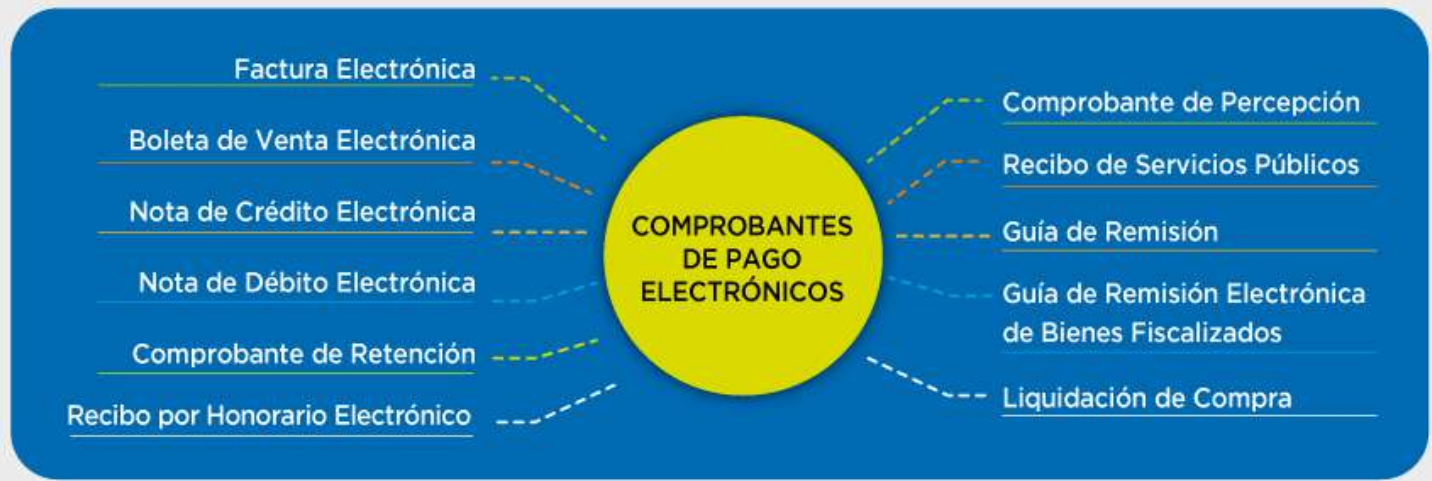 Factura Electrónica
Boleta de Venta Electrónica
Nota de Crédito Electrónica
Nota de Débito Electrónica
Comprobante de Retención
Recibo por Honorario Electrónico
COMPROBANTES
DE PAGO
ELECTRÓNICOS
Comprobante de Percepción
Recibo de Servicios Públicos
Guía de Remisión
Guía de Remisión Electrónica
de Bienes Fiscalizados
Liquidación de Compra